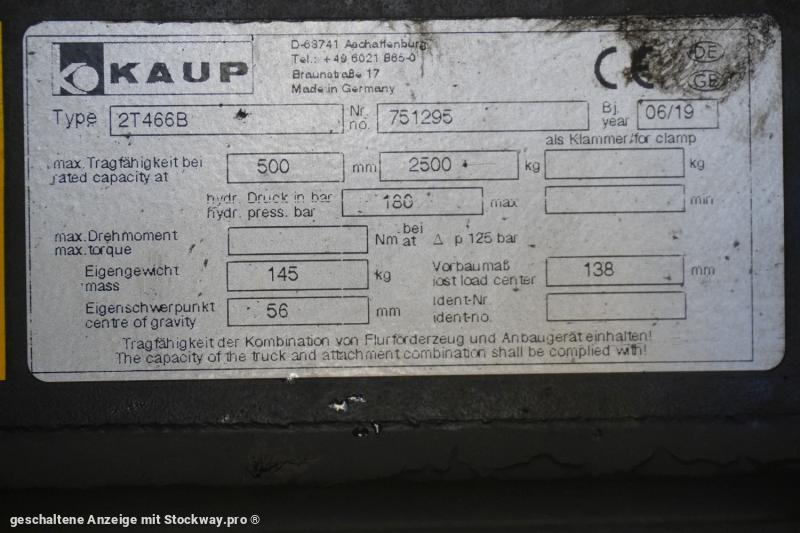 KAUP
D-63741 Aschaffenburg
Tel.: +49 6021 865-0
Braunstraße 17
Made in Germany
CE
DE
GB
Type 2T466B Nr. no. 751295 Bj. year 06/19
als Klammer/for clamp
max. Tragfähigkeit bei rated capacity at 500 mm 2500 kg kg
hydr. Druck in bar hydr. press. bar 180 max min
max. Drehmoment max. torque Nm bei at Δ p 125 bar
Eigengewicht mass 145 kg Vorbaumaß lost load center 138 mm
Eigenschwerpunkt centre of gravity 56 mm Ident-Nr ident-no.
Tragfähigkeit der Kombination von Flurförderzeug und Anbaugerät einhalten!
The capacity of the truck and attachment combination shall be complied with!
geschaltene Anzeige mit Stockway.pro ®